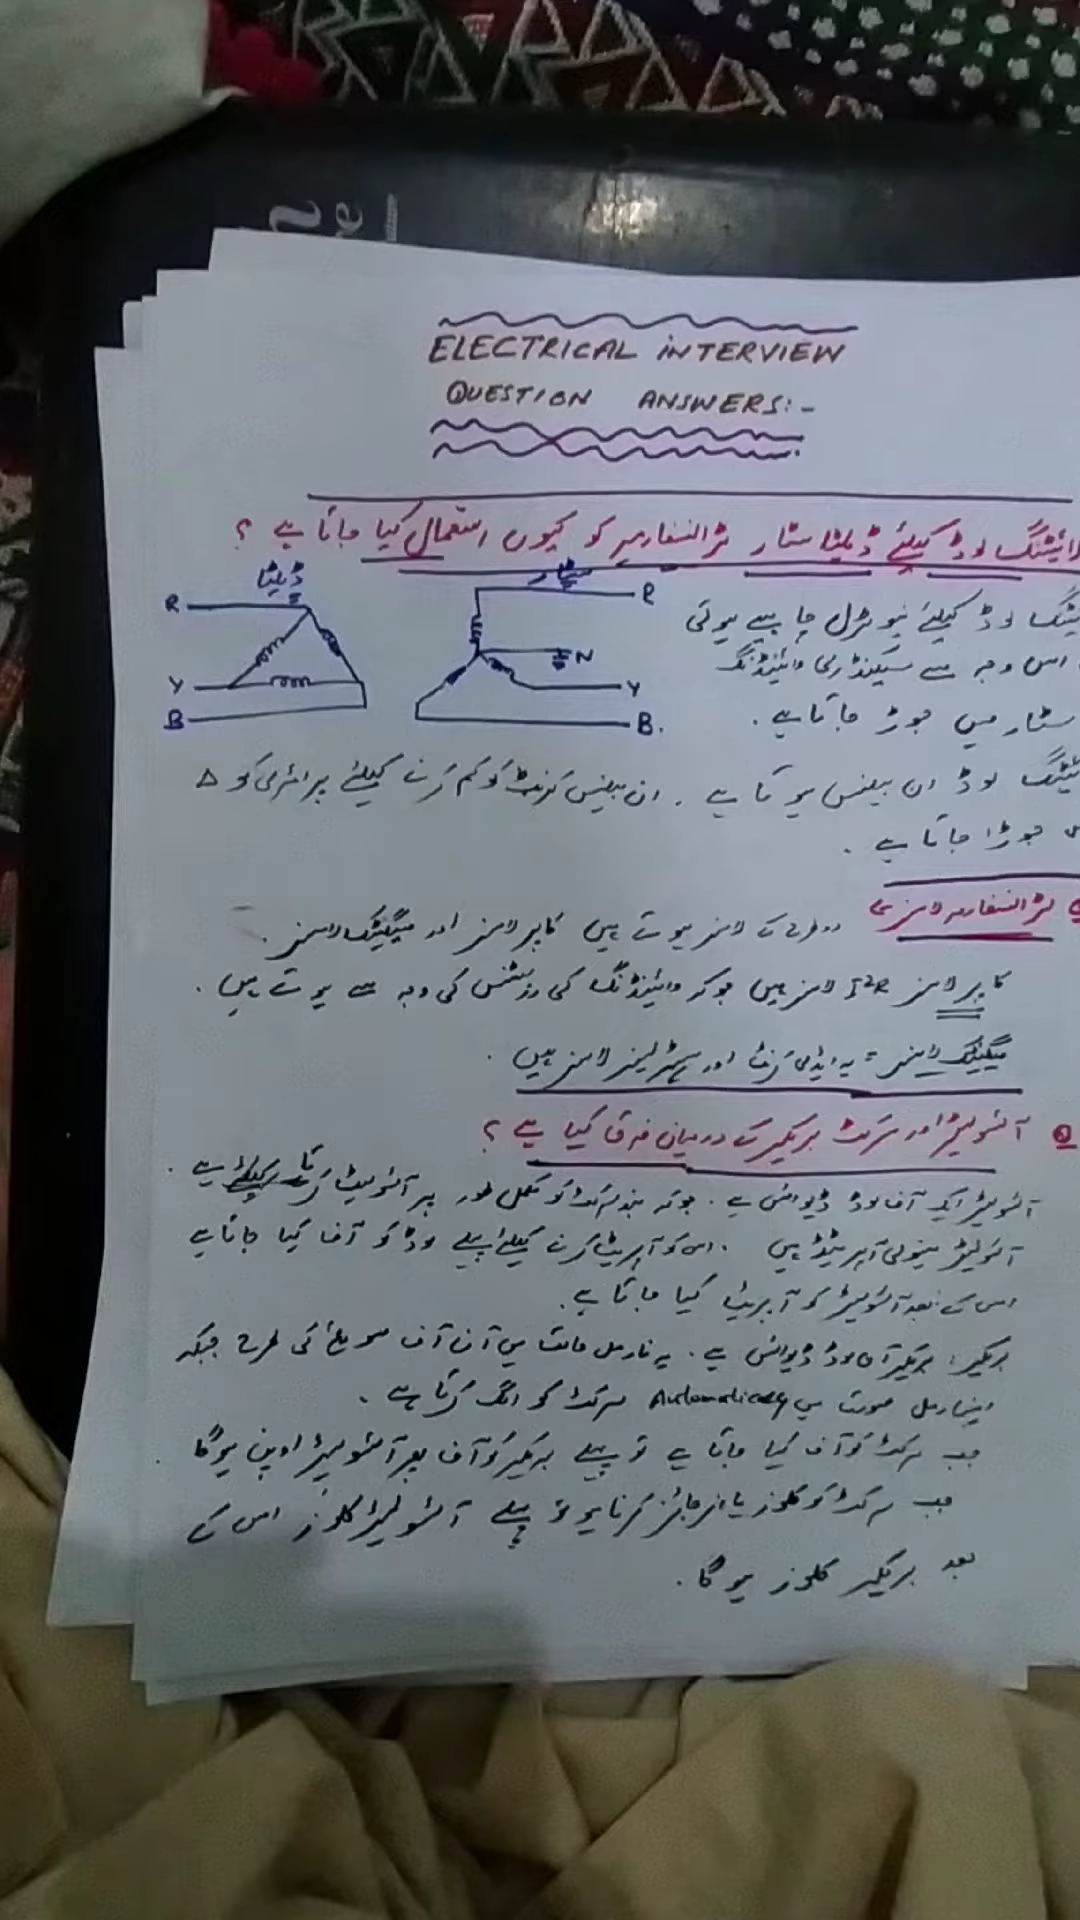 ELECTRICAL INTERVIEW
QUESTION ANSWERS:-
لوڈ کیلئے ڈیلٹا سٹار ٹرانسفارمر کو کیوں استعمال کیا جاتا ہے ؟
ڈیلٹا
سٹار
R
Y
B
R
N
Y
B.
لوڈ کیلئے نیوٹرل چاہیے ہوتی
اس وجہ سے سیکنڈری وائینڈنگ
سٹار میں جوڑ جاتا ہے .
لوڈ ان بیلنس ہوتا ہے . ان بیلنس کرنٹ کو کم کرنے کیلئے پرائمری کو Δ
جوڑا جاتا ہے .
ٹرانسفارمر لاسز
دو طرح کے لاسز ہوتے ہیں کاپر لاسز اور میگنیٹک لاسز .
کاپر لاسز I²R لاسز ہیں جو کہ وائینڈنگ کی رزسٹنس کی وجہ سے ہوتے ہیں .
میگنیٹک لاسز = یہ ایڈی کرنٹ اور لاسز ہیں .
آئسولیٹر اور سرکٹ بریکر کے درمیان فرق کیا ہے ؟
آئسولیٹر ایک آف لوڈ ڈیوائس ہے . جو کہ سرکٹ کو مکمل طور پر آئسولیٹ کرتا ہے .
آئسولیٹر مینولی آپریٹڈ ہیں . اس کو آپریٹ کرنے کیلئے پہلے لوڈ کو آف کیا جاتا ہے
اس کے بعد آئسولیٹر کو آپریٹ کیا جاتا ہے .
بریکر : بریکر آن لوڈ ڈیوائس ہے . یہ نارمل حالت میں آن آف سویچ کی طرح جبکہ
ابنارمل صورت میں Automatically سرکٹ کو الگ کرتا ہے .
جب سرکٹ کو آف کیا جاتا ہے تو پہلے بریکر کو آف پھر آئسولیٹر اوپن ہوگا .
جب سرکٹ کو کلوز یا انرجائز کرنا ہو تو پہلے آئسولیٹر کلوز اس کے
بعد بریکر کلوز ہوگا .